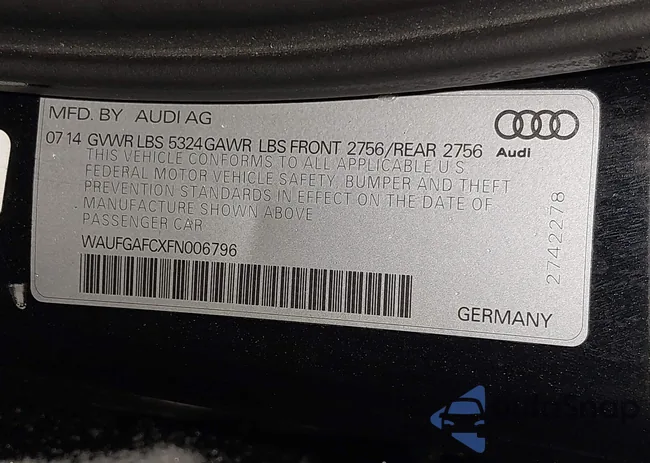 MFD. BY AUDI AG
07 14 GVWR LBS 5324 GAWR LBS FRONT 2756/REAR 2756
Audi
THIS VEHICLE CONFORMS TO ALL APPLICABLE U S
FEDERAL MOTOR VEHICLE SAFETY, BUMPER AND THEFT
PREVENTION STANDARDS IN EFFECT ON THE DATE OF
MANUFACTURE SHOWN ABOVE
PASSENGER CAR
WAUFGAFCXFN006796
2742278
GERMANY
AutoSnap